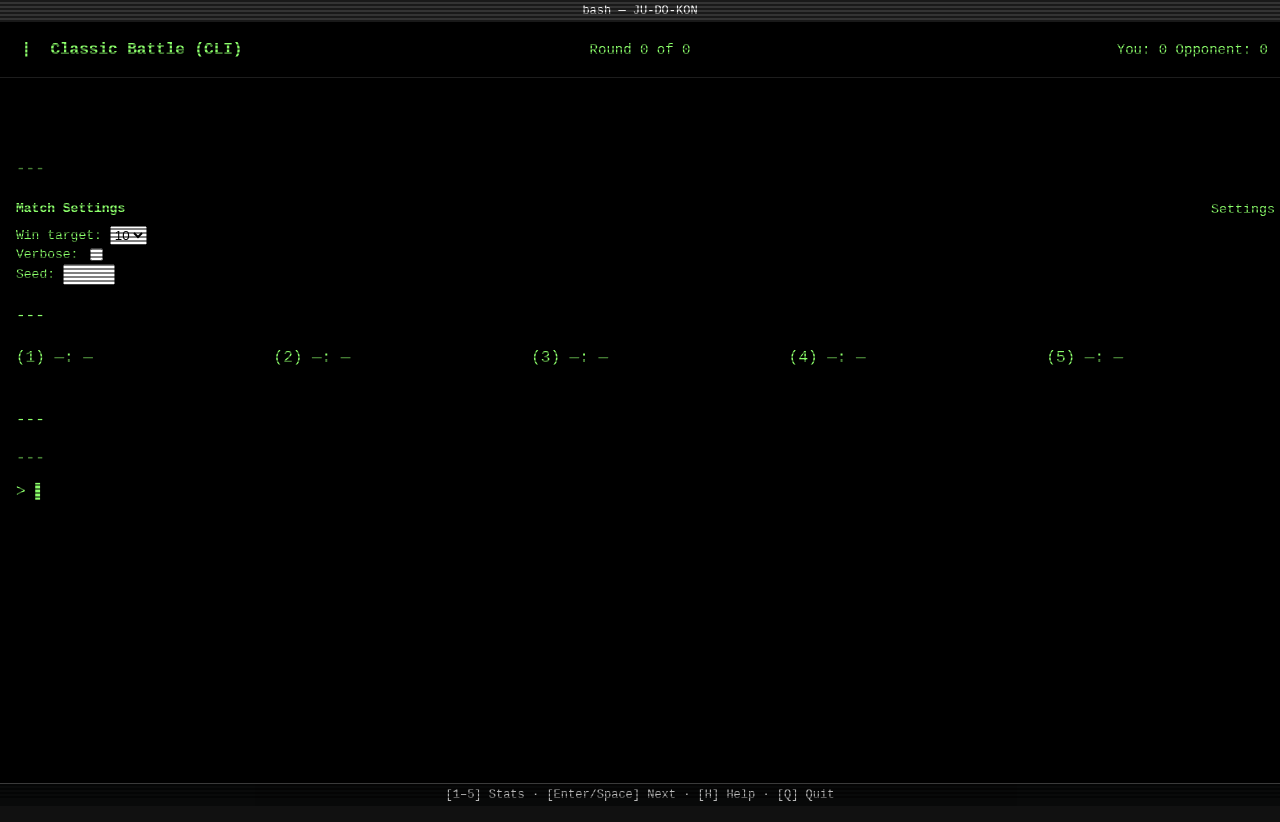 bash — JU-DO-KON
Classic Battle (CLI) Round 0 of 0 You: 0 Opponent: 0
---
Match Settings Settings
Win target: 10
Verbose:
Seed:
---
(1) —: — (2) —: — (3) —: — (4) —: — (5) —: —
---
---
>
[1–5] Stats · [Enter/Space] Next · [H] Help · [Q] Quit